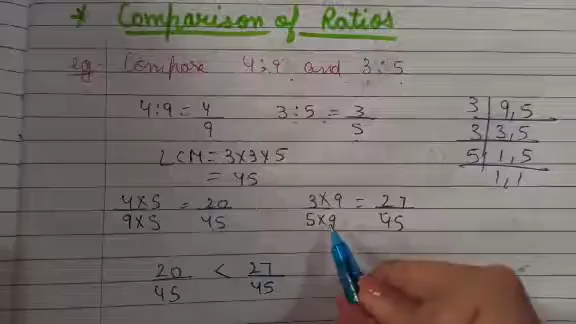 * Comparison of Ratios
eg:- Compare 4:9 and 3:5
4:9 = 4/9 3:5 = 3/5
3 | 9,5
3 | 3,5
5 | 1,5
1,1
LCM = 3×3×5
= 45
4×5/9×5 = 20/45 3×9/5×9 = 27/45
20/45 < 27/45